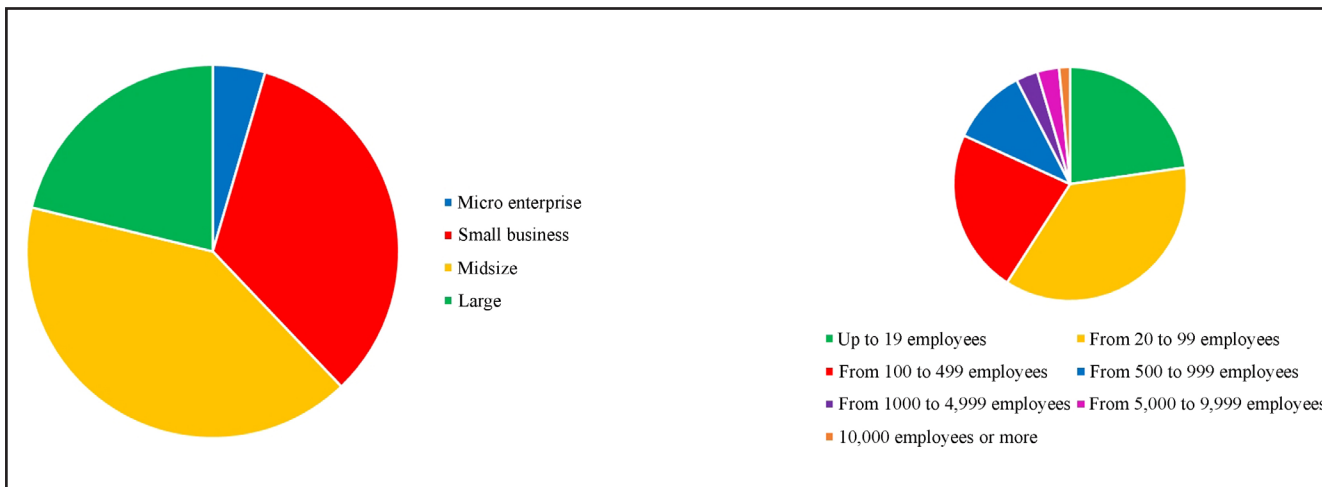 Micro enterprise
Small business
Midsize
Large
Up to 19 employees
From 20 to 99 employees
From 100 to 499 employees
From 500 to 999 employees
From 1000 to 4,999 employees
From 5,000 to 9,999 employees
10,000 employees or more